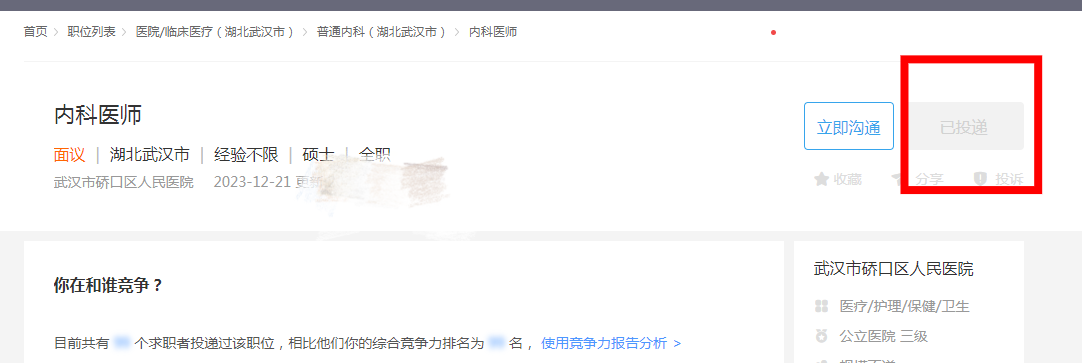 首页 > 职位列表 > 医院/临床医疗（湖北武汉市） > 普通内科（湖北武汉市） > 内科医师
内科医师
立即沟通 已投递
面议 | 湖北武汉市 | 经验不限 | 硕士 | 全职
武汉市硚口区人民医院 2023-12-21 更新
收藏 分享 投诉
你在和谁竞争？
目前共有 个求职者投递过该职位，相比他们你的综合竞争力排名为 名， 使用竞争力报告分析 >
武汉市硚口区人民医院
医疗/护理/保健/卫生
公立医院 三级